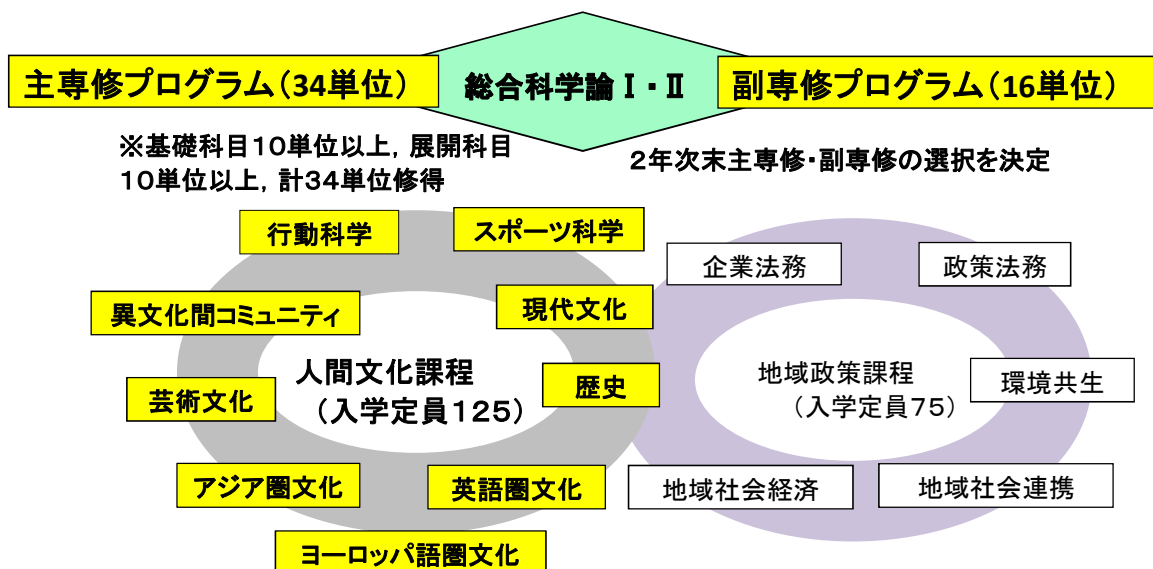 主専修プログラム（34単位）
総合科学論Ⅰ・Ⅱ
副専修プログラム（16単位）
※基礎科目１０単位以上，展開科目
１０単位以上，計３４単位修得
２年次末主専修・副専修の選択を決定
行動科学
スポーツ科学
企業法務
政策法務
異文化間コミュニティ
現代文化
人間文化課程
（入学定員１２５）
地域政策課程
（入学定員７５）
芸術文化
歴史
環境共生
アジア圏文化
英語圏文化
地域社会経済
地域社会連携
ヨーロッパ語圏文化